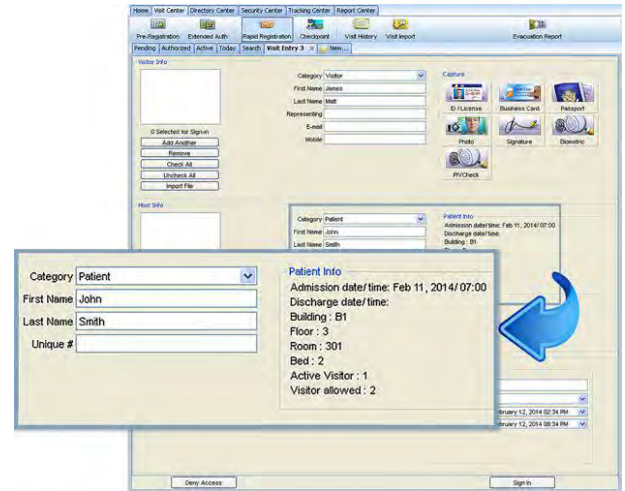 Home Visit Center Directory Center Security Center Tracking Center Report Center
Pre-Registration Extended Auth Rapid Registration Checkpoint Visit History Visit Import Evacuation Report
Pending Authorized Active Today Search Visit Entry 3 New...
Visitor Info
Category Visitor
First Name James
Last Name Matt
Representing
E-mail
Mobile
Capture
ID / License Business Card Passport
Photo Signature Biometric
PIVCheck
0 Selected for Sign-in
Add Another
Remove
Check All
Uncheck All
Import File
Host Info
Category Patient
First Name John
Last Name Smith
Patient Info
Admission date/time: Feb 11, 2014/ 07:00
Discharge date/time:
Building : B1
Category Patient
First Name John
Last Name Smith
Unique #
Patient Info
Admission date/ time: Feb 11, 2014/ 07:00
Discharge date/ time:
Building : B1
Floor : 3
Room : 301
Bed : 2
Active Visitor : 1
Visitor allowed : 2
bruary 12, 2014 02:34 PM
bruary 12, 2014 08:34 PM
Deny Access
Sign In